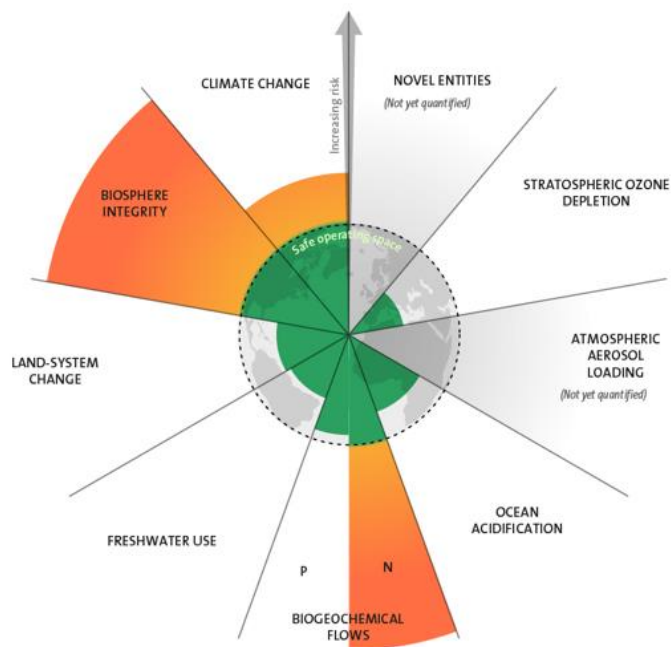 CLIMATE CHANGE
Increasing risk
NOVEL ENTITIES
(Not yet quantified)
STRATOSPHERIC OZONE
DEPLETION
BIOSPHERE
INTEGRITY
Safe operating space
LAND-SYSTEM
CHANGE
ATMOSPHERIC
AEROSOL
LOADING
(Not yet quantified)
FRESHWATER USE
OCEAN
ACIDIFICATION
P
N
BIOGEOCHEMICAL
FLOWS